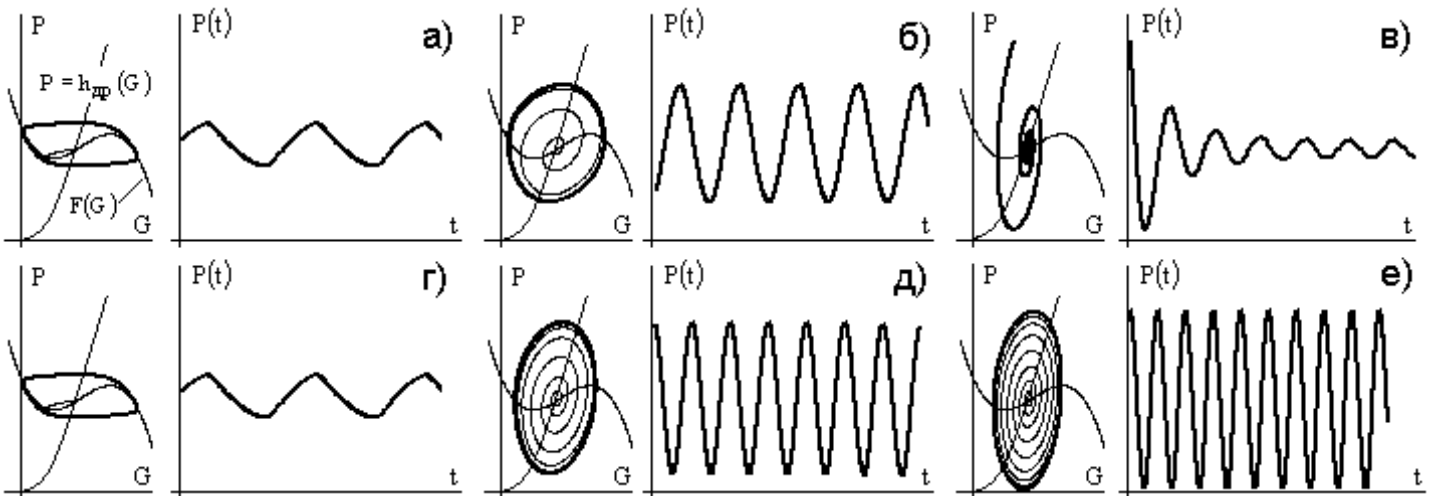 P P(t) а) P P(t) б) P P(t) в)
P = hдр (G)
F(G)
G t G t G t
P P(t) г) P P(t) д) P P(t) е)
G t G t G t